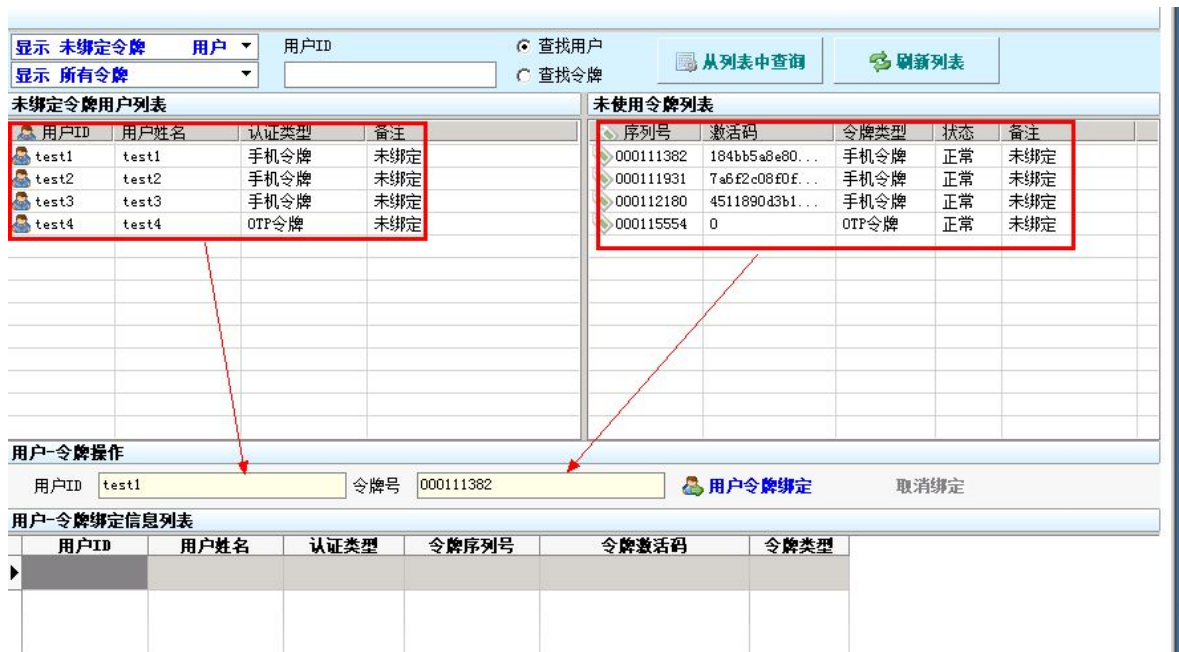 显示 未绑定令牌 用户 用户ID 查找用户
显示 所有令牌 查找令牌 从列表中查询 刷新列表
未绑定令牌用户列表 未使用令牌列表
用户ID 用户姓名 认证类型 备注 序列号 激活码 令牌类型 状态 备注
test1 test1 手机令牌 未绑定 000111382 184bb5a8e80... 手机令牌 正常 未绑定
test2 test2 手机令牌 未绑定 000111931 7a6f2c08f0f... 手机令牌 正常 未绑定
test3 test3 手机令牌 未绑定 000112180 4511890d3b1... 手机令牌 正常 未绑定
test4 test4 OTP令牌 未绑定 000115554 0 OTP令牌 正常 未绑定
用户-令牌操作
用户ID test1 令牌号 000111382 用户令牌绑定 取消绑定
用户-令牌绑定信息列表
用户ID 用户姓名 认证类型 令牌序列号 令牌激活码 令牌类型